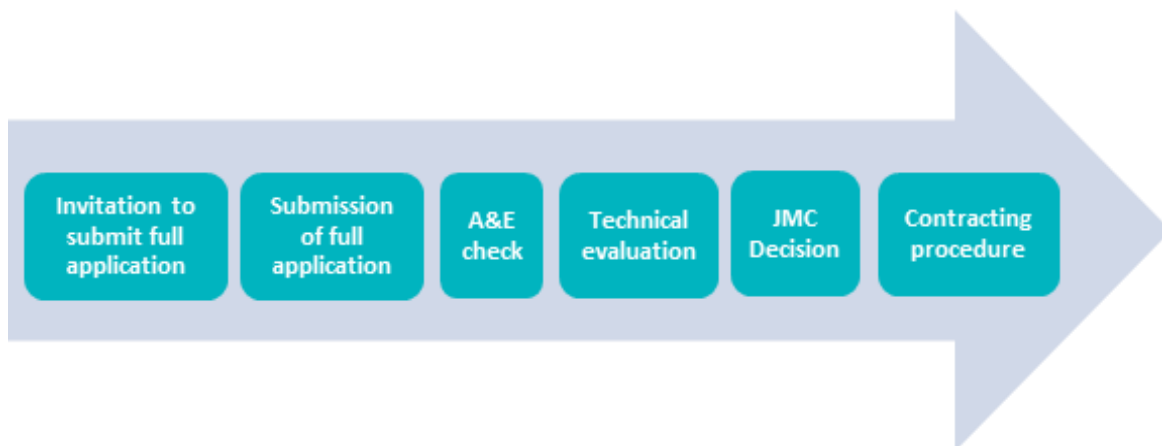 Invitation to
submit full
application
Submission
of full
application
A&E
check
Technical
evaluation
JMC
Decision
Contracting
procedure